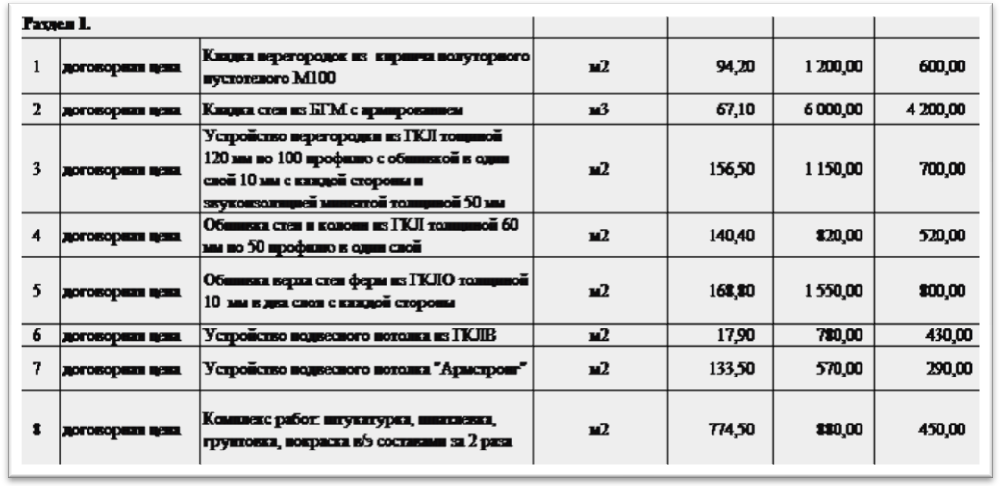 Раздел 1.
1 договорная цена Кладка перегородок из кирпича полуторного м2 94,20 1 200,00 600,00
пустотелого М100
2 договорная цена Кладка стен из БГМ с армированием м3 67,10 6 000,00 4 200,00
Устройство перегородки из ГКЛ тощиной
120 мм по 100 профилю с обшивкой в один
3 договорная цена слой 10 мм с каждой стороны и м2 156,50 1 150,00 700,00
звукоизоляцией минватой толщиной 50 мм
4 договорная цена Обшивка стен и колонн из ГКЛ толщиной 60 м2 140,40 820,00 520,00
мм по 50 профилю в один слой
5 договорная цена Обшивка верха стен ферм из ГКЛО толщиной м2 168,80 1 550,00 800,00
10 мм в два слоя с каждой стороны
6 договорная цена Устройство подвесного потолка из ГКЛВ м2 17,90 780,00 430,00
7 договорная цена Устройство подвесного потолка "Армстронг" м2 133,50 570,00 290,00
8 договорная цена Комплекс работ: штукатурка, шпатлевка, м2 774,50 880,00 450,00
грунтовка, покраска в/э составами за 2 раза